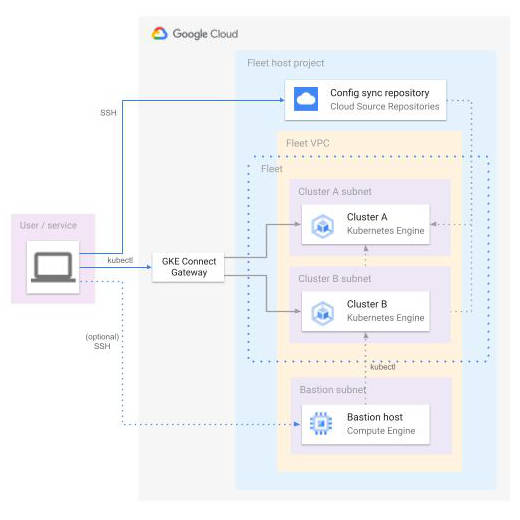 Google Cloud
Fleet host project
Config sync repository
Cloud Source Repositories
SSH
Fleet VPC
Fleet
Cluster A subnet
Cluster A
Kubernetes Engine
User / service
kubectl
GKE Connect
Gateway
Cluster B subnet
Cluster B
Kubernetes Engine
(optional)
SSH
kubectl
Bastion subnet
Bastion host
Compute Engine